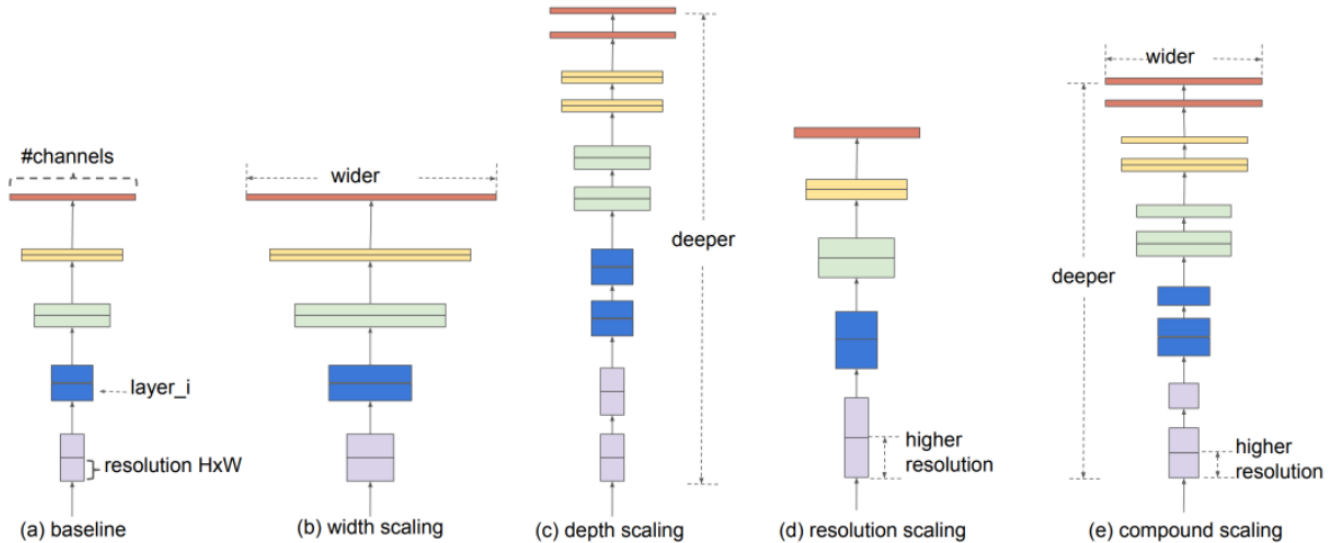 #channels
layer_i
resolution HxW
(a) baseline
wider
(b) width scaling
deeper
(c) depth scaling
higher
resolution
(d) resolution scaling
wider
deeper
higher
resolution
(e) compound scaling